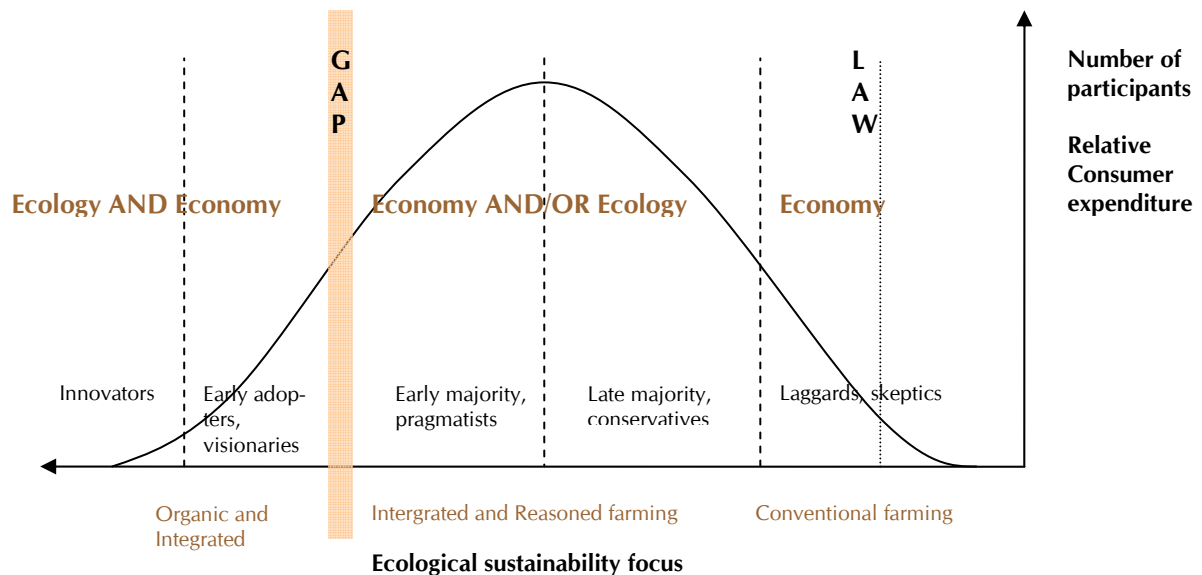 G
A
P
L
A
W
Number of
participants
Relative
Consumer
expenditure
Ecology AND Economy
Economy AND/OR Ecology
Economy
Innovators
Early adop-
ters,
visionaries
Early majority,
pragmatists
Late majority,
conservatives
Laggards, skeptics
Organic and
Integrated
Intergrated and Reasoned farming
Conventional farming
Ecological sustainability focus